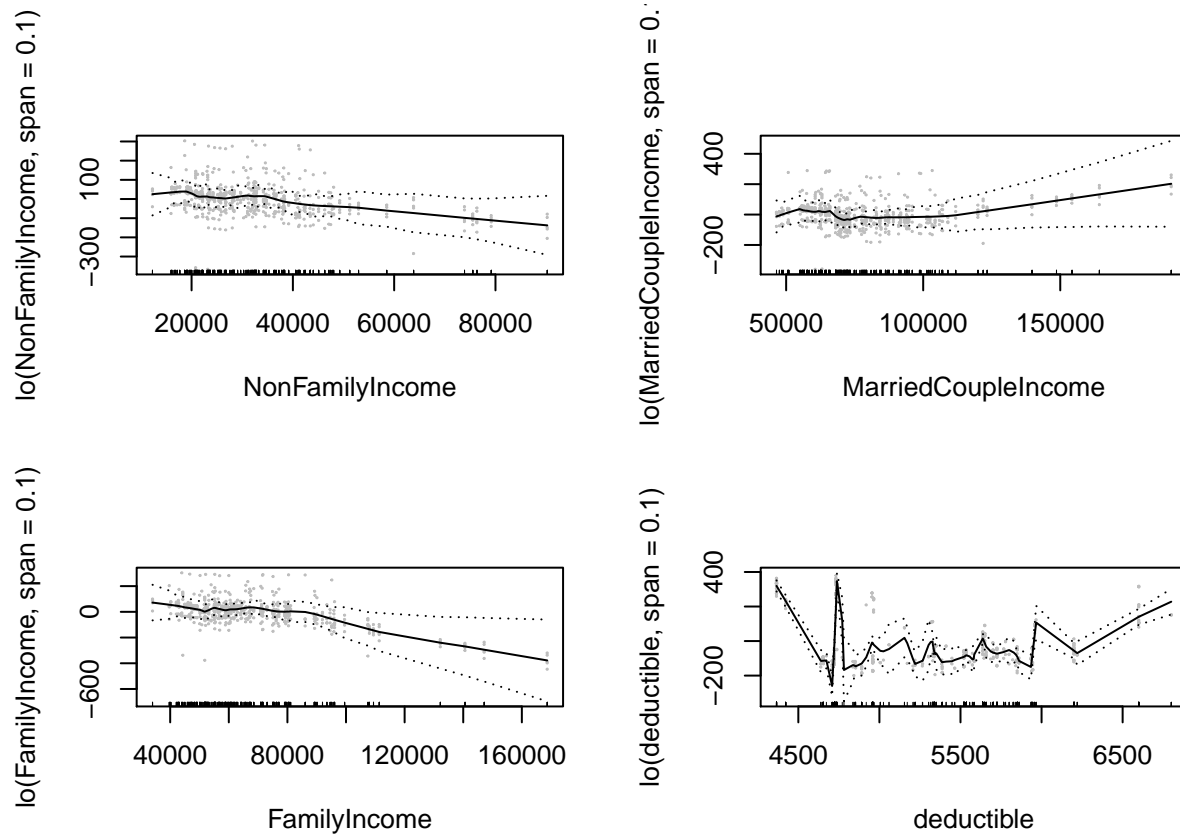 lo(NonFamilyIncome, span = 0.1)
100
−300
20000 40000 60000 80000
NonFamilyIncome
lo(MarriedCoupleIncome, span = 0.
400
−200
50000 100000 150000
MarriedCoupleIncome
lo(FamilyIncome, span = 0.1)
0
−600
40000 80000 120000 160000
FamilyIncome
lo(deductible, span = 0.1)
400
−200
4500 5500 6500
deductible